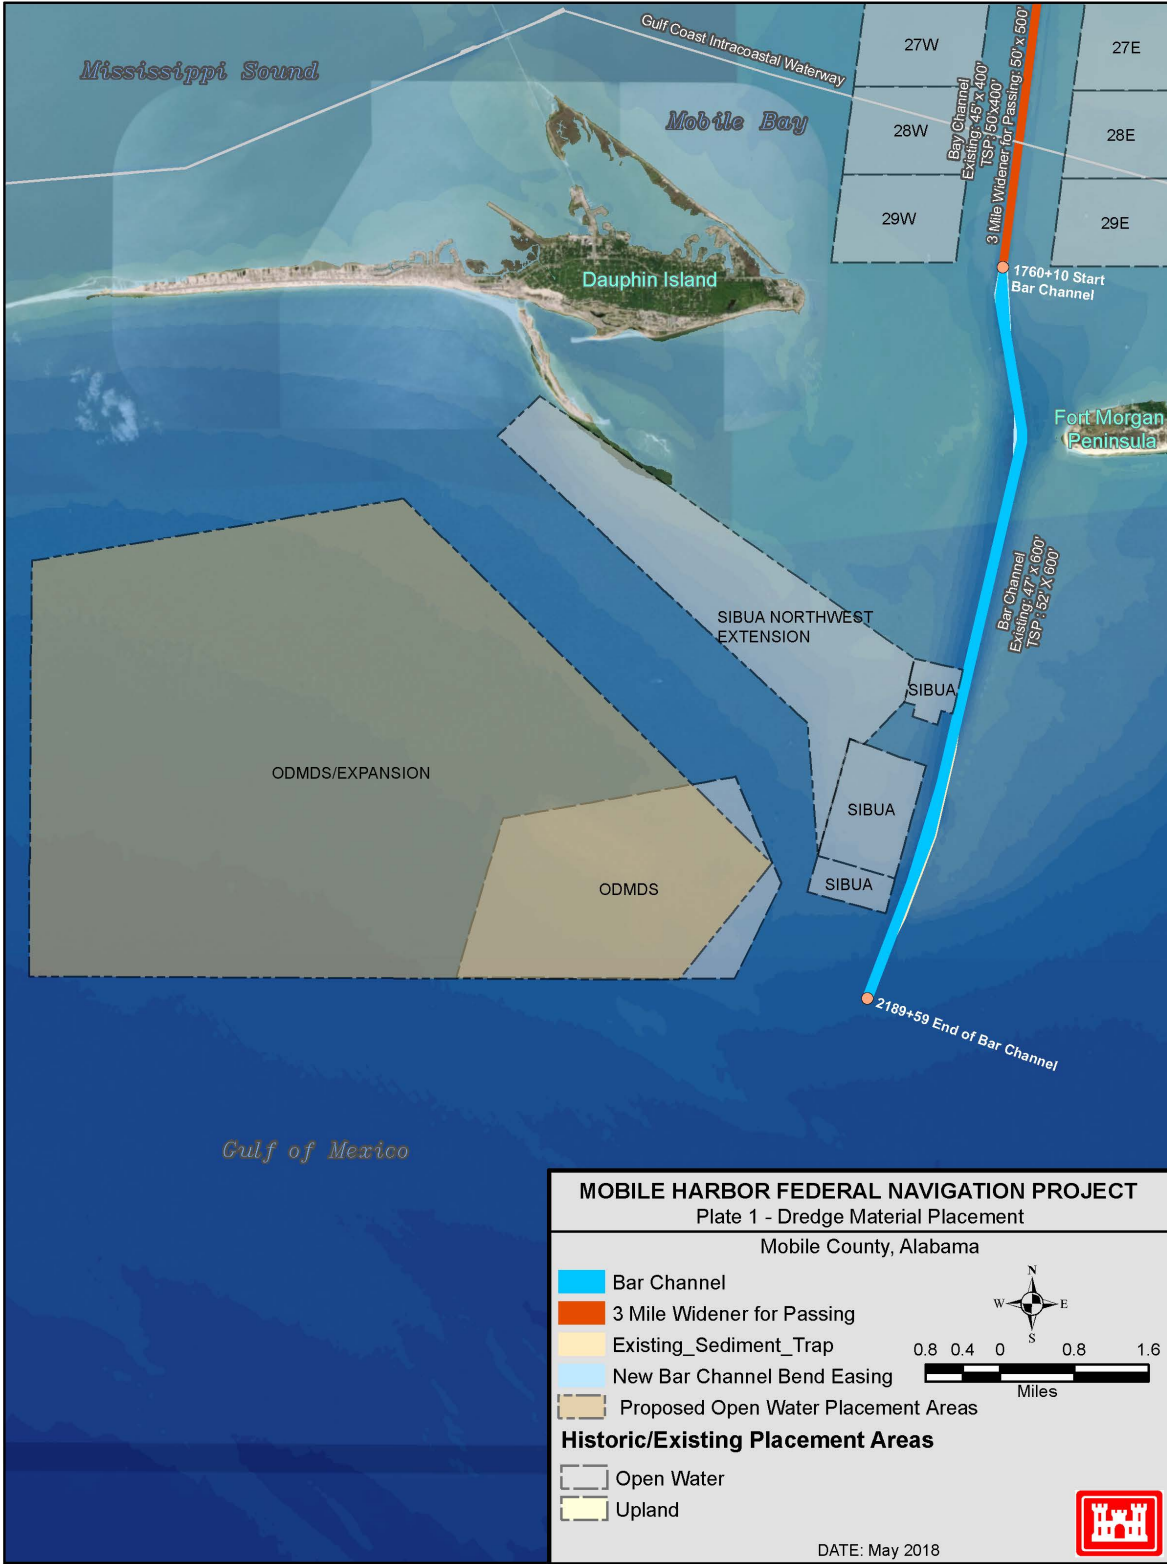 Mississippi Sound
Gulf Coast Intracoastal Waterway
Mobile Bay
27W
28W
29W
27E
28E
29E
Bay Channel
Existing: 45' x 400'
TSP: 50'x400'
3 Mile Widener for Passing: 50' x 500'
1760+10 Start
Bar Channel
Dauphin Island
Fort Morgan
Peninsula
Bar Channel
Existing: 47' x 600'
TSP : 52' X 600'
SIBUA NORTHWEST
EXTENSION
SIBUA
SIBUA
SIBUA
ODMDS/EXPANSION
ODMDS
2189+59 End of Bar Channel
Gulf of Mexico
MOBILE HARBOR FEDERAL NAVIGATION PROJECT
Plate 1 - Dredge Material Placement
Mobile County, Alabama
Bar Channel
3 Mile Widener for Passing
Existing_Sediment_Trap
New Bar Channel Bend Easing
Proposed Open Water Placement Areas
N
W E
S
0.8 0.4 0 0.8 1.6
Miles
Historic/Existing Placement Areas
Open Water
Upland
DATE: May 2018